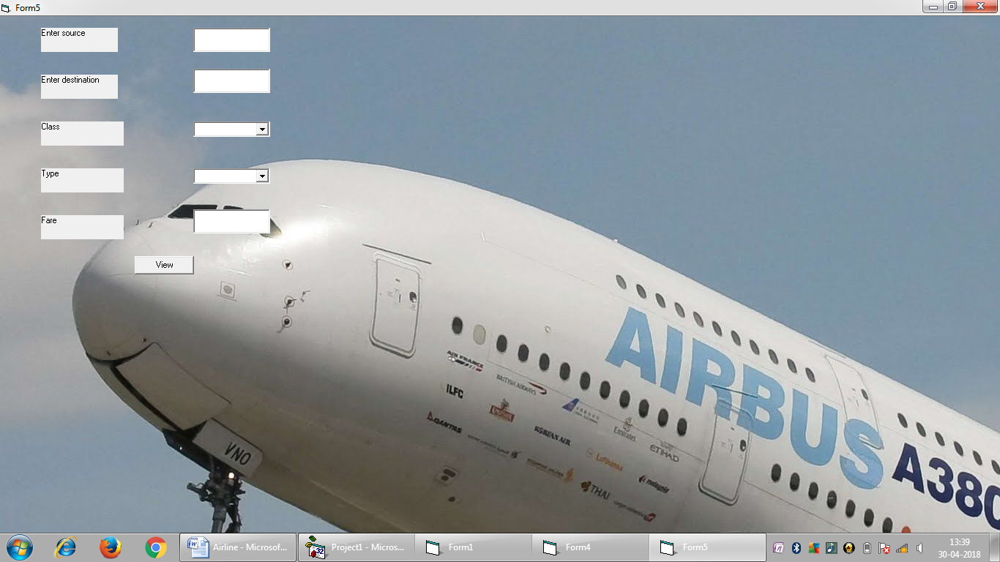 Form5
Enter source
Enter destination
Class
Type
Fare
View
AIRBUS
A380
AIR FRANCE
BRITISH AIRWAYS
ILFC
QANTAS
KOREAN AIR
Emirates
ETIHAD
Lufthansa
malaysia
THAI
VNO
Airline - Microsof...
Project1 - Micros...
Form1
Form4
Form5
13:39
30-04-2018